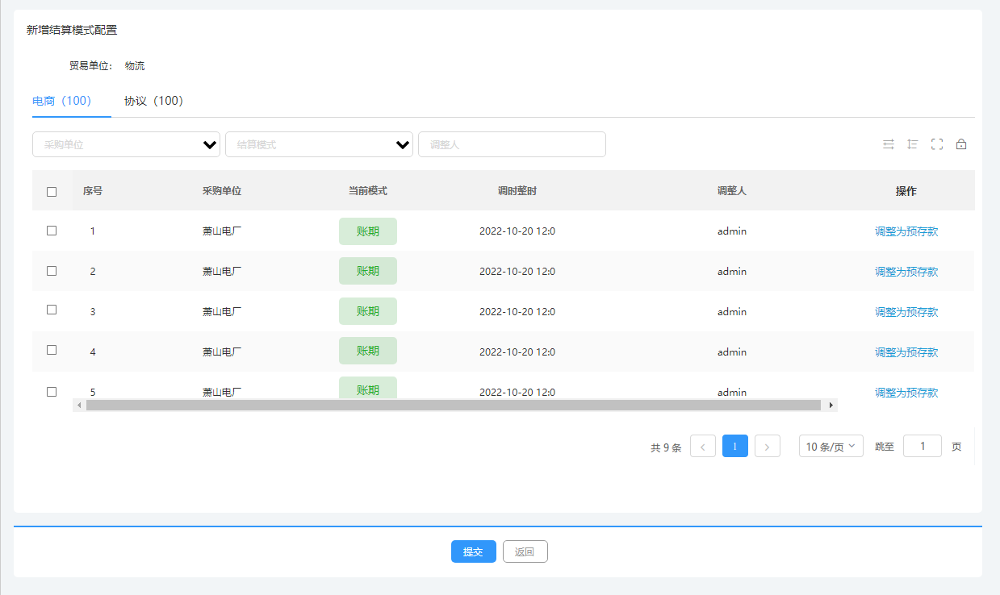 新增结算模式配置
贸易单位: 物流
电商（100） 协议（100）
采购单位 结算模式 调整人
序号 采购单位 当前模式 调时整时 调整人 操作
1 萧山电厂 账期 2022-10-20 12:0 admin 调整为预存款
2 萧山电厂 账期 2022-10-20 12:0 admin 调整为预存款
3 萧山电厂 账期 2022-10-20 12:0 admin 调整为预存款
4 萧山电厂 账期 2022-10-20 12:0 admin 调整为预存款
5 萧山电厂 账期 2022-10-20 12:0 admin 调整为预存款
共 9 条 1 10 条/页 跳至 1 页
提交 返回